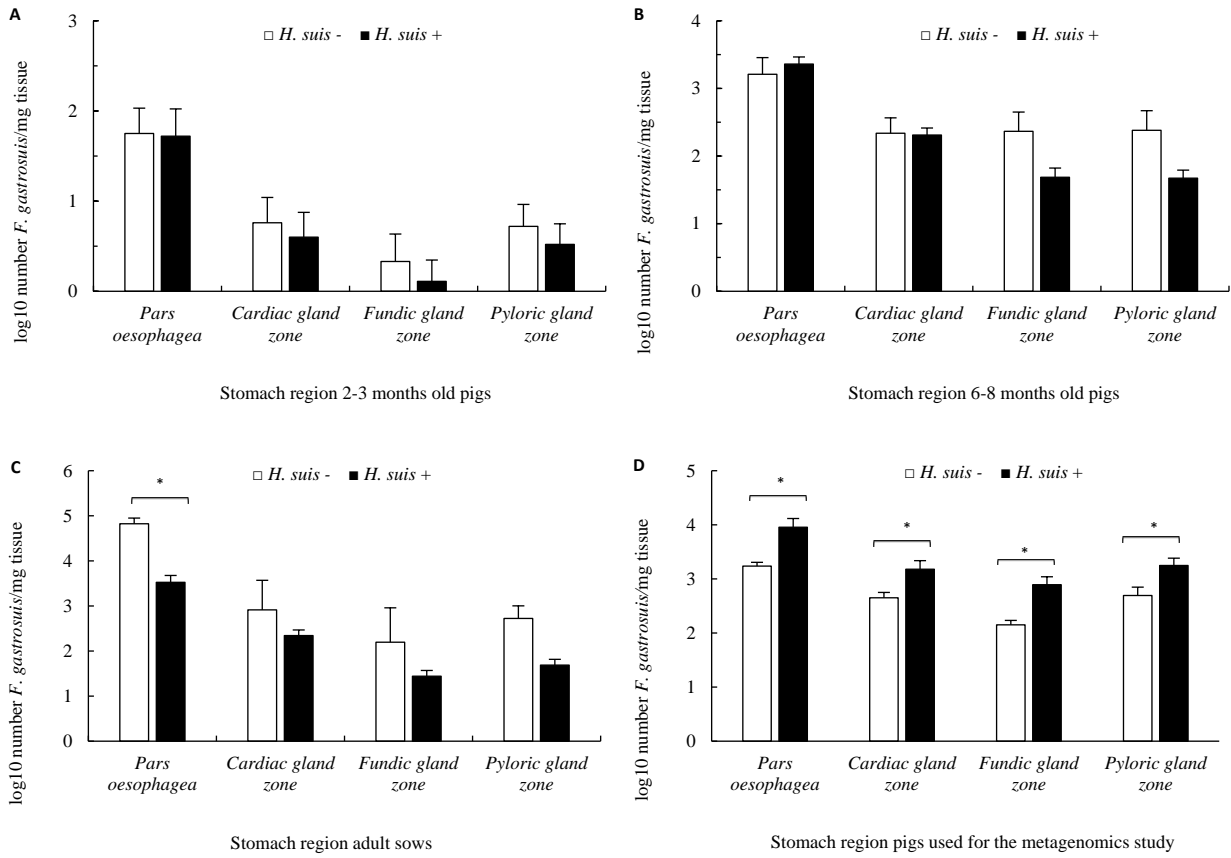 A
log10 number F. gastrosuis/mg tissue
3
2
1
0
□ H. suis - ■ H. suis +
Pars oesophagea
Cardiac gland zone
Fundic gland zone
Pyloric gland zone
Stomach region 2-3 months old pigs
B
log10 number F. gastrosuis/mg tissue
4
3
2
1
0
□ H. suis - ■ H. suis +
Pars oesophagea
Cardiac gland zone
Fundic gland zone
Pyloric gland zone
Stomach region 6-8 months old pigs
C
log10 number F. gastrosuis/mg tissue
6
5
4
3
2
1
0
□ H. suis - ■ H. suis +
*
Pars oesophagea
Cardiac gland zone
Fundic gland zone
Pyloric gland zone
Stomach region adult sows
D
log10 number F. gastrosuis/mg tissue
5
4
3
2
1
0
□ H. suis - ■ H. suis +
*
*
*
*
Pars oesophagea
Cardiac gland zone
Fundic gland zone
Pyloric gland zone
Stomach region pigs used for the metagenomics study